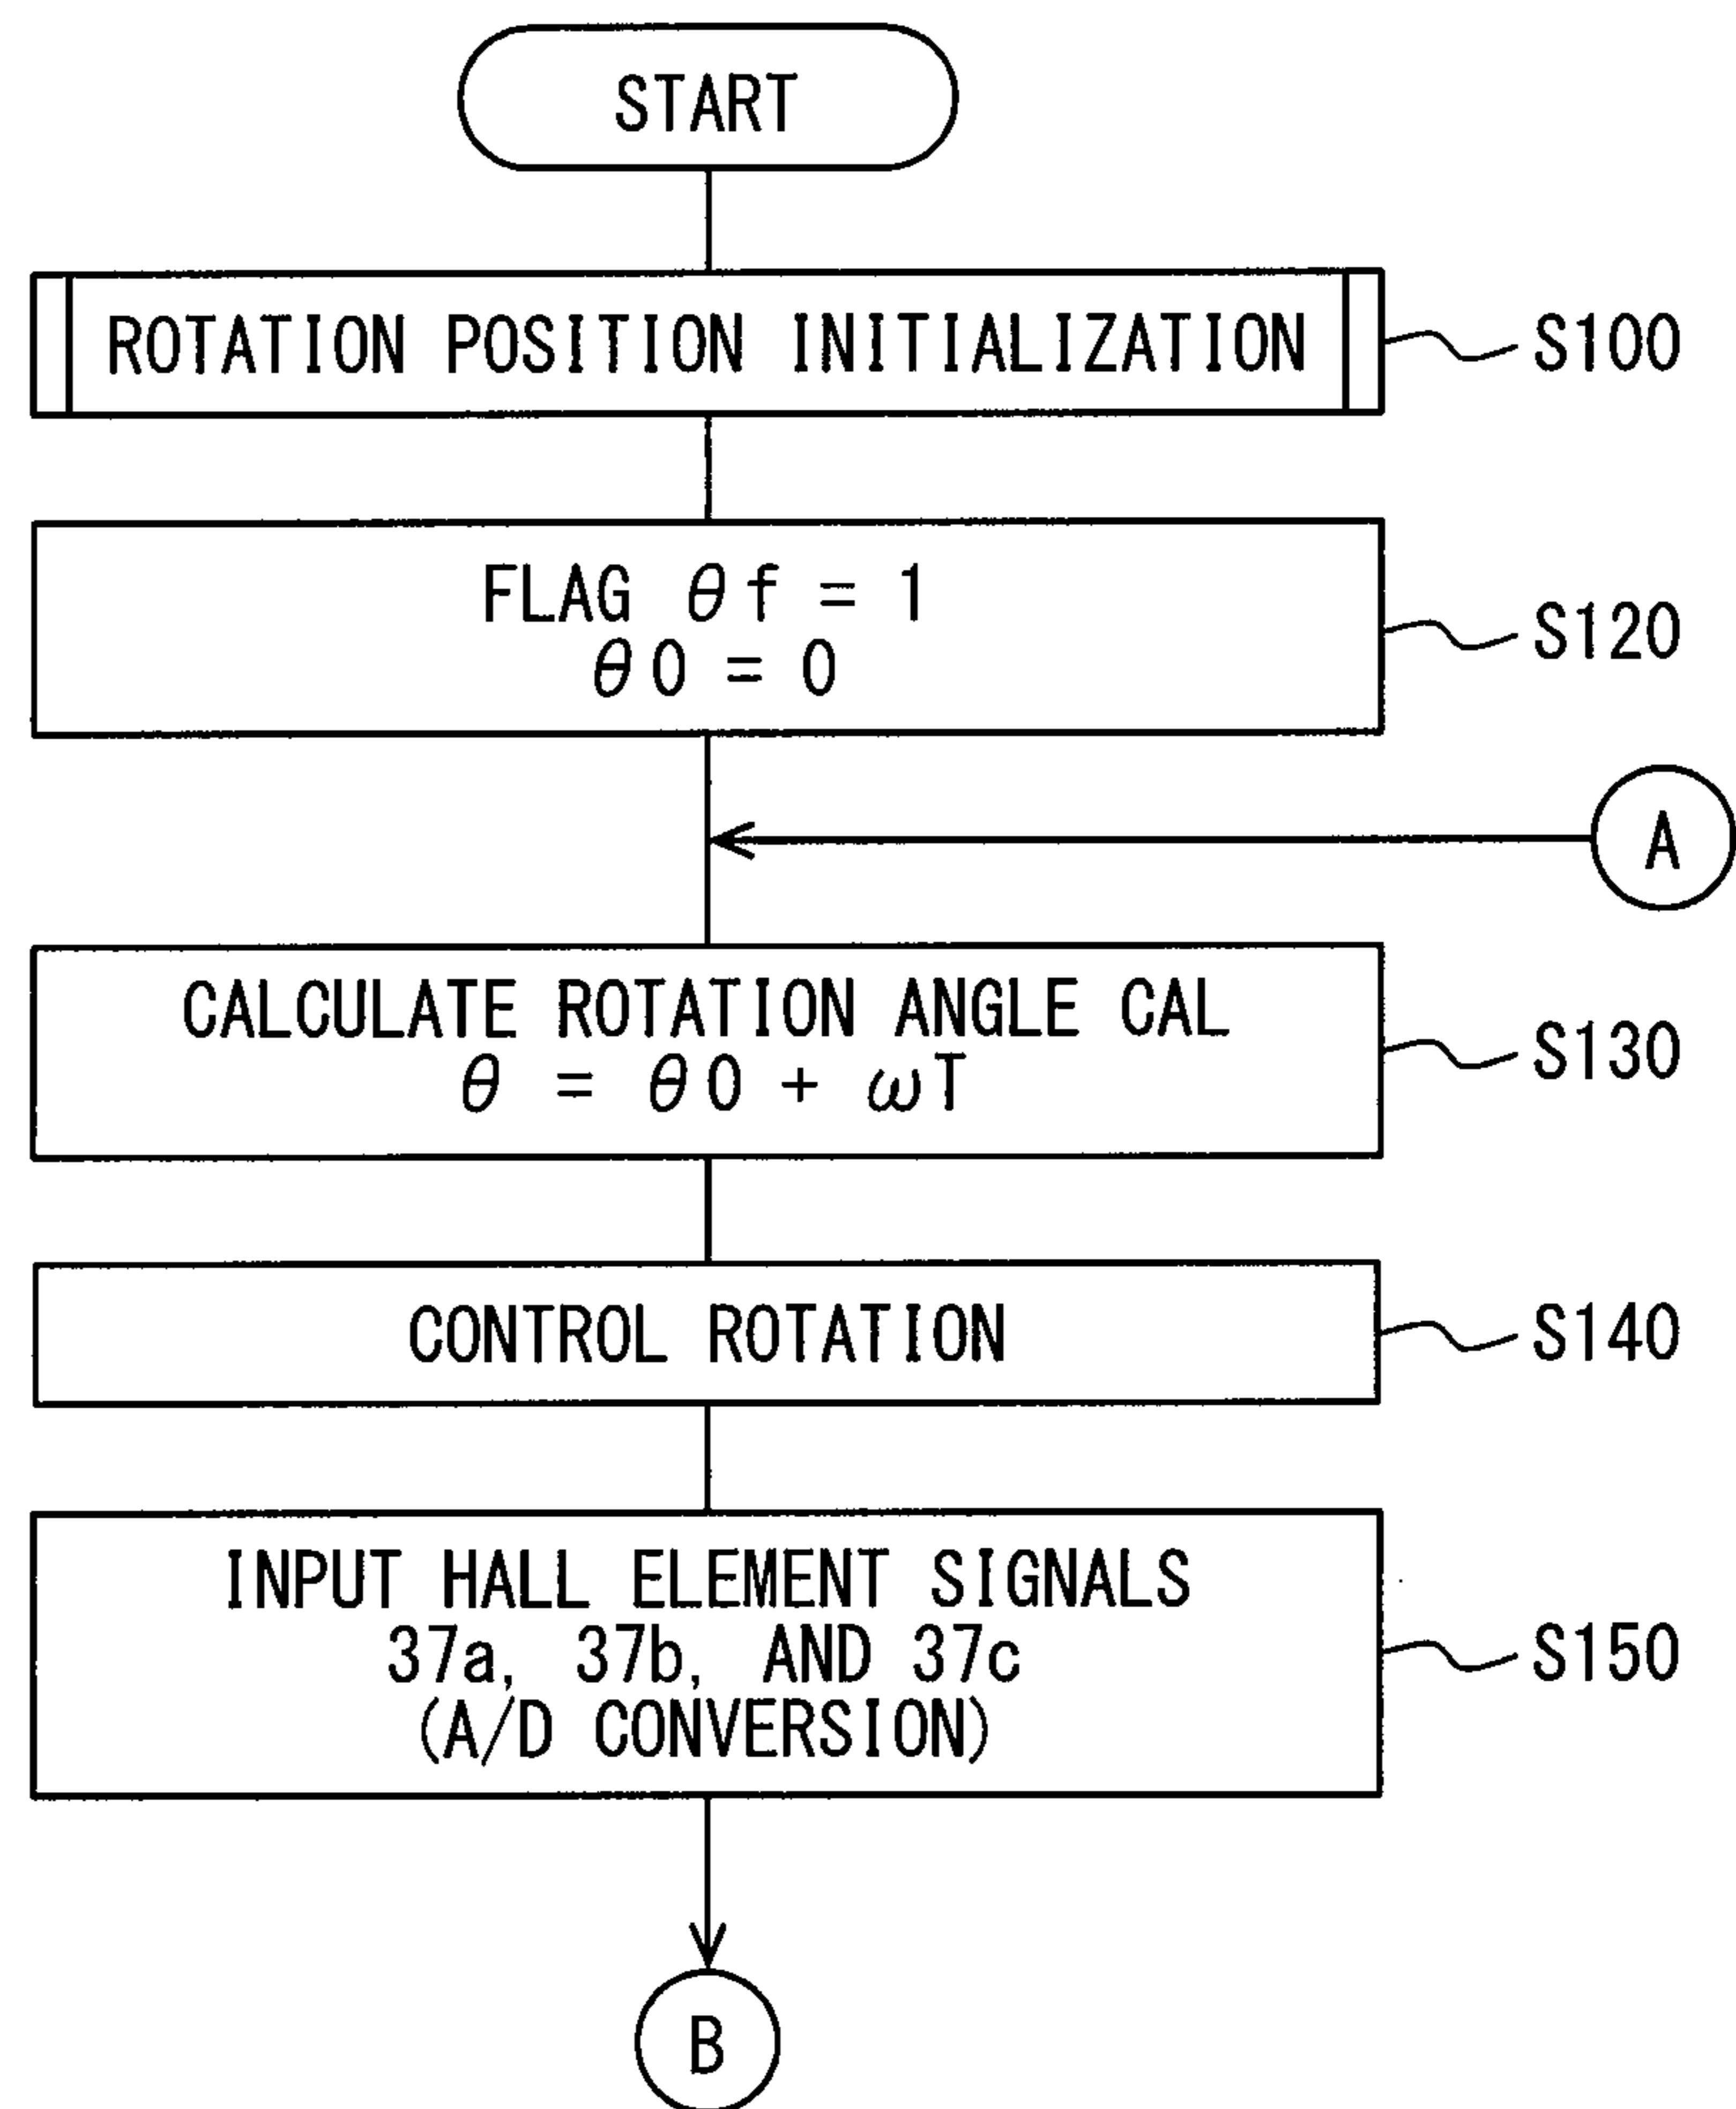 START
ROTATION POSITION INITIALIZATION
S100
FLAG θf = 1
θ0 = 0
S120
A
CALCULATE ROTATION ANGLE CAL
θ = θ0 + ωT
S130
CONTROL ROTATION
S140
INPUT HALL ELEMENT SIGNALS
37a, 37b, AND 37c
(A/D CONVERSION)
S150
B